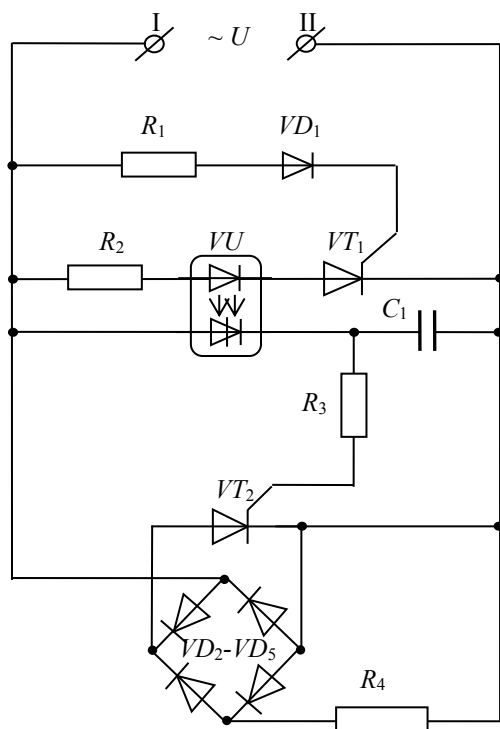 I ~ U II
R₁ VD₁
R₂ VU VT₁
C₁
R₃
VT₂
VD₂-VD₅
R₄